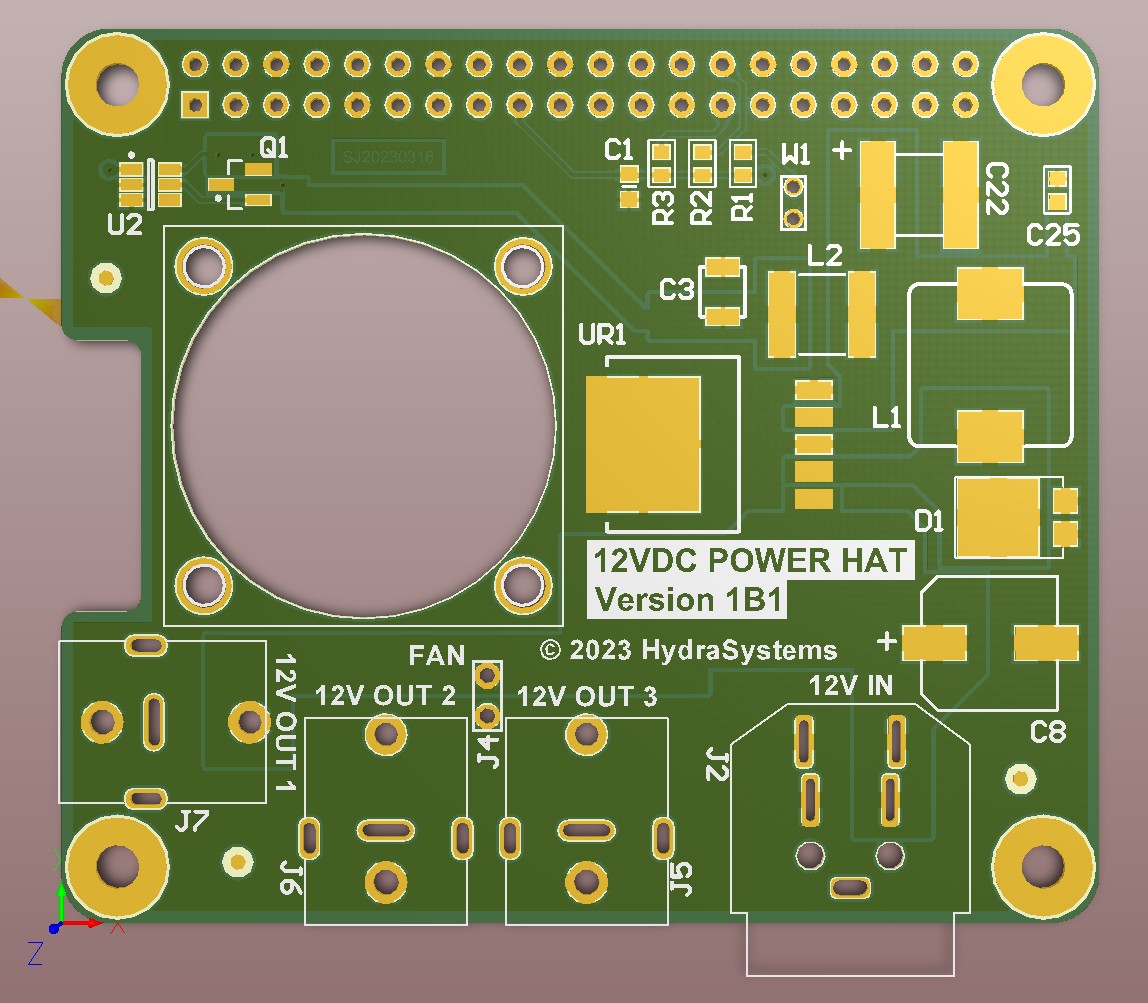 Q1
SJ20230316
U2
C1
R3
R2
R1
W1
+
C22
C25
L2
C3
UR1
L1
D1
12VDC POWER HAT
Version 1B1
© 2023 HydraSystems
+
12V IN
C8
FAN
12V OUT 2
12V OUT 3
12V OUT 1
J4
J2
J7
J6
J5
X
Z